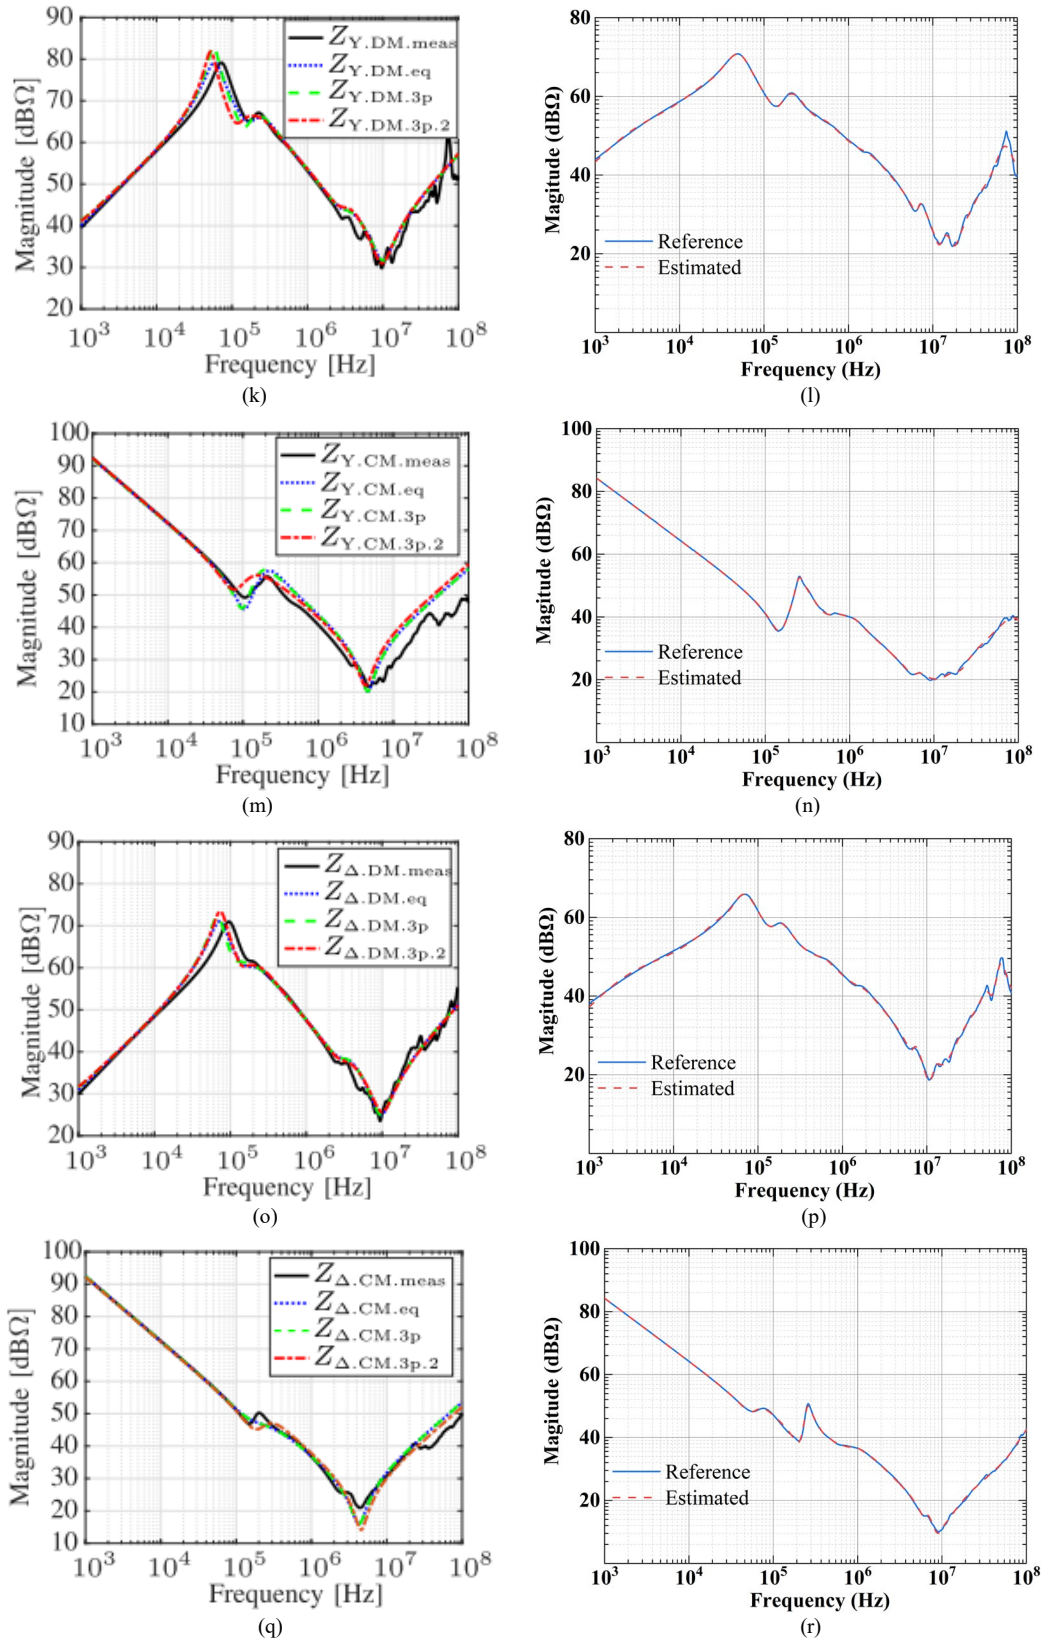 90
80
70
60
50
40
30
20
Magnitude [dBΩ]
Z_Y.DM.meas
Z_Y.DM.eq
Z_Y.DM.3p
Z_Y.DM.3p.2
10^3 10^4 10^5 10^6 10^7 10^8
Frequency [Hz]
(k)
80
60
40
20
Magitude (dBΩ)
Reference
Estimated
10^3 10^4 10^5 10^6 10^7 10^8
Frequency (Hz)
(l)
100
90
80
70
60
50
40
30
20
10
Magnitude [dBΩ]
Z_Y.CM.meas
Z_Y.CM.eq
Z_Y.CM.3p
Z_Y.CM.3p.2
10^3 10^4 10^5 10^6 10^7 10^8
Frequency [Hz]
(m)
100
80
60
40
20
Magitude (dBΩ)
Reference
Estimated
10^3 10^4 10^5 10^6 10^7 10^8
Frequency (Hz)
(n)
90
80
70
60
50
40
30
20
Magnitude [dBΩ]
Z_Δ.DM.meas
Z_Δ.DM.eq
Z_Δ.DM.3p
Z_Δ.DM.3p.2
10^3 10^4 10^5 10^6 10^7 10^8
Frequency [Hz]
(o)
80
60
40
20
Magitude (dBΩ)
Reference
Estimated
10^3 10^4 10^5 10^6 10^7 10^8
Frequency (Hz)
(p)
100
90
80
70
60
50
40
30
20
10
Magnitude [dBΩ]
Z_Δ.CM.meas
Z_Δ.CM.eq
Z_Δ.CM.3p
Z_Δ.CM.3p.2
10^3 10^4 10^5 10^6 10^7 10^8
Frequency [Hz]
(q)
100
80
60
40
20
Magitude (dBΩ)
Reference
Estimated
10^3 10^4 10^5 10^6 10^7 10^8
Frequency (Hz)
(r)